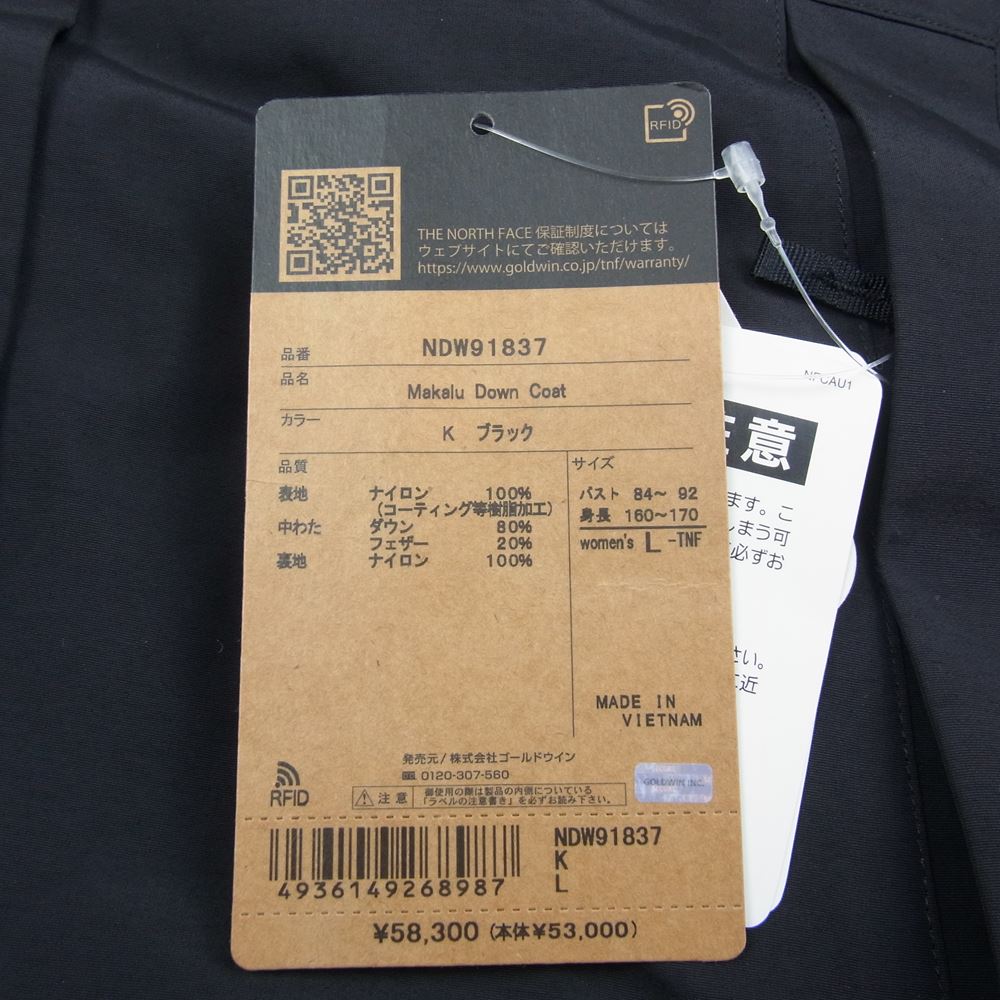 RFID
THE NORTH FACE 保証制度については
ウェブサイトにてご確認いただけます。
https://www.goldwin.co.jp/tnf/warranty/
品番 NDW91837
品名 Makalu Down Coat
カラー K ブラック
品質
表地 ナイロン 100%
(コーティング等樹脂加工)
中わた ダウン 80%
フェザー 20%
裏地 ナイロン 100%
サイズ
バスト 84~ 92
身長 160~170
women's L -TNF
MADE IN
VIETNAM
発売元/株式会社ゴールドウイン
0120-307-560
RFID
注意 御使用の際は製品の内側についている
「ラベルの注意書き」を必ずお読み下さい。
GOLDWIN INC.
4936149268987
NDW91837
K
L
¥58,300 (本体¥53,000)
意
ます。こ
しまう可
必ずお
さい。
近